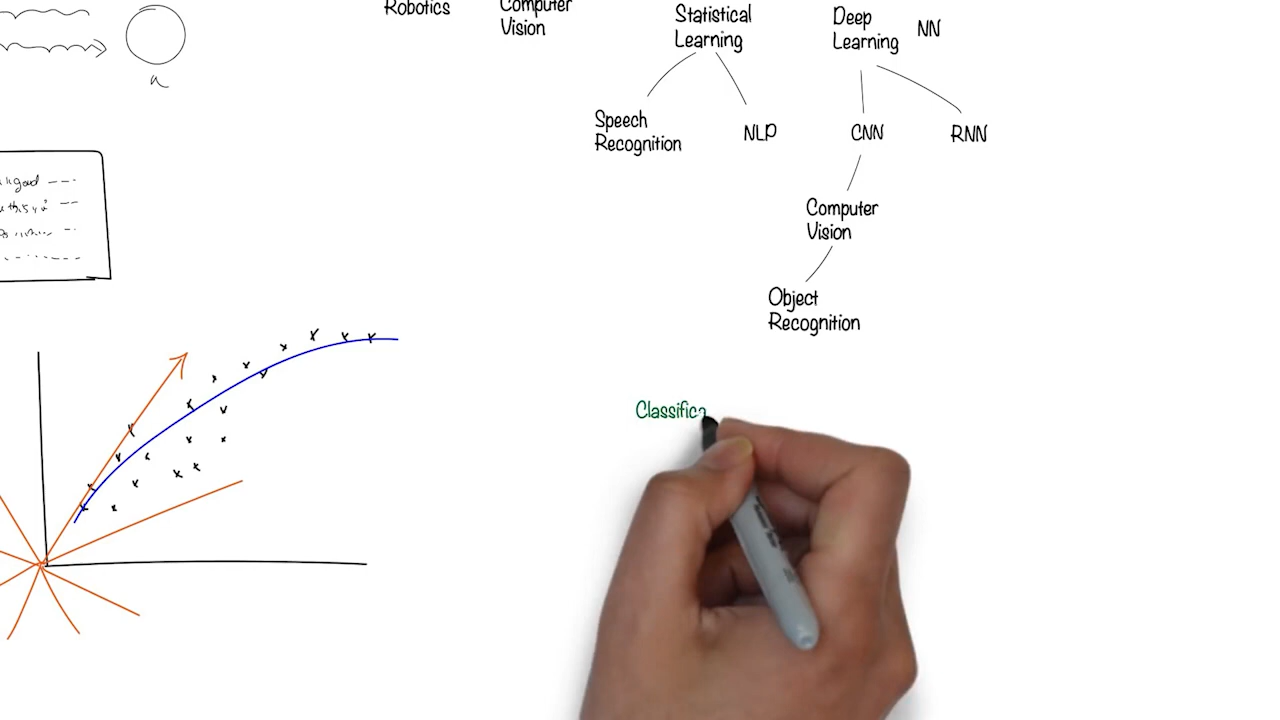 Robotics
Computer
Vision
Statistical
Learning
Deep
Learning
NN
Speech
Recognition
NLP
CNN
RNN
Computer
Vision
Object
Recognition
Classifica